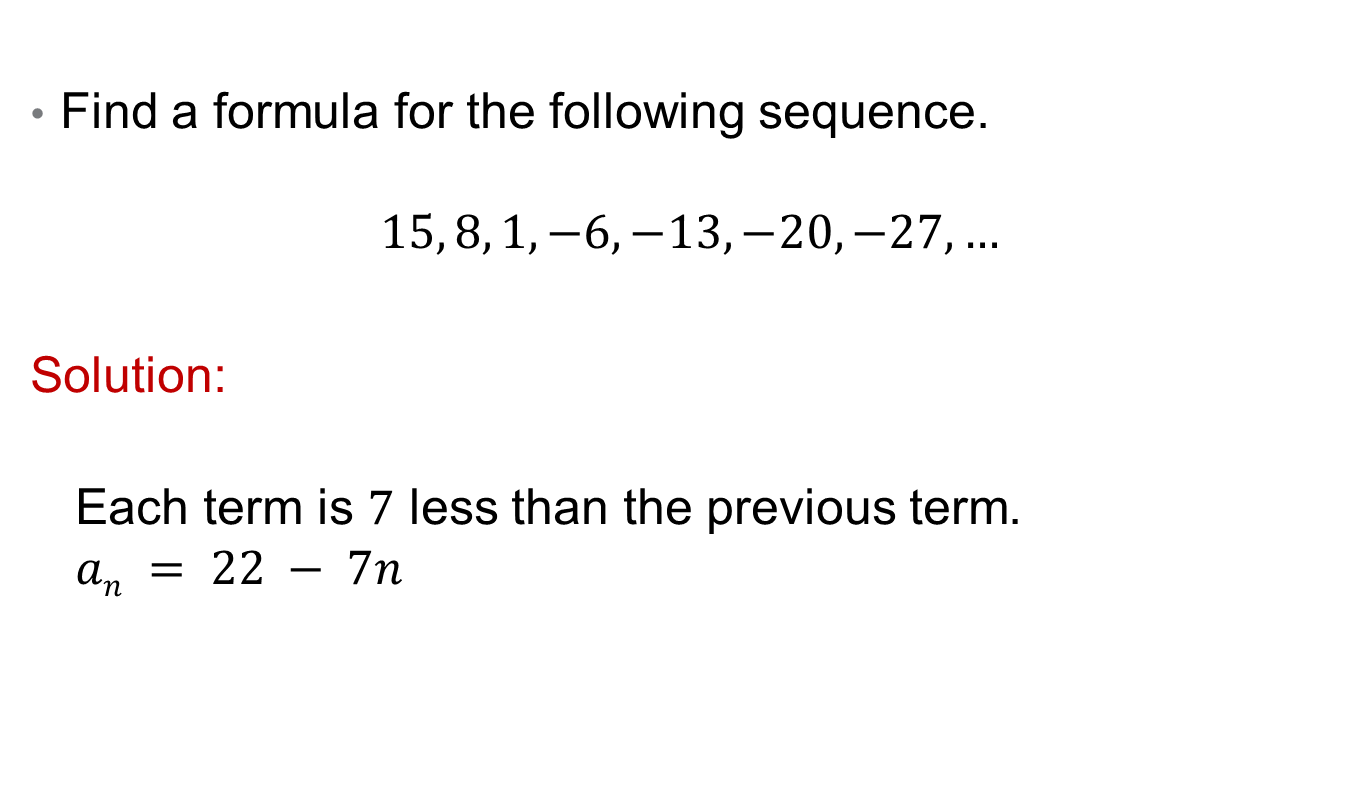 • Find a formula for the following sequence.
15, 8, 1, −6, −13, −20, −27, …
Solution:
Each term is 7 less than the previous term.
aₙ = 22 − 7n